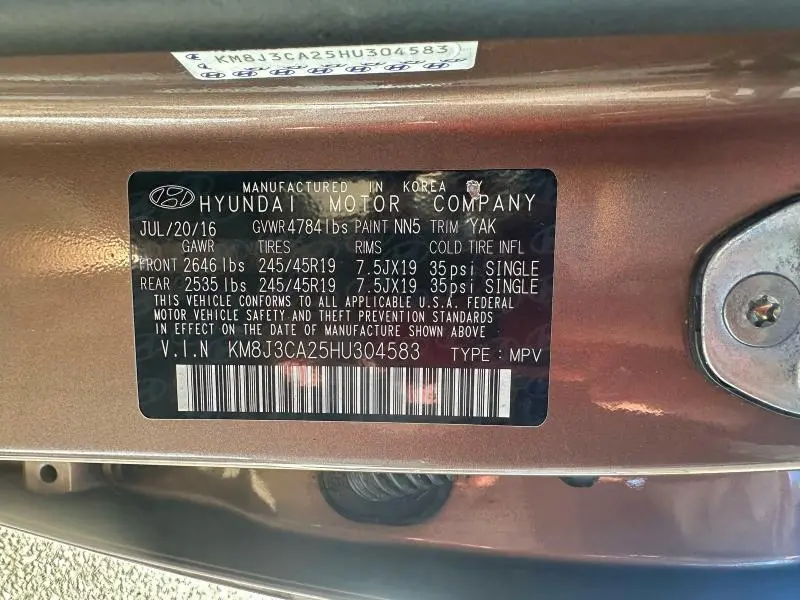 KM8J3CA25HU304583
MANUFACTURED IN KOREA BY
HYUNDAI MOTOR COMPANY
JUL/20/16 GVWR4784lbs PAINT NN5 TRIM YAK
GAWR TIRES RIMS COLD TIRE INFL
FRONT 2646 lbs 245/45R19 7.5JX19 35psi SINGLE
REAR 2535 lbs 245/45R19 7.5JX19 35psi SINGLE
THIS VEHICLE CONFORMS TO ALL APPLICABLE U.S.A. FEDERAL
MOTOR VEHICLE SAFETY AND THEFT PREVENTION STANDARDS
IN EFFECT ON THE DATE OF MANUFACTURE SHOWN ABOVE
V.I.N KM8J3CA25HU304583 TYPE : MPV